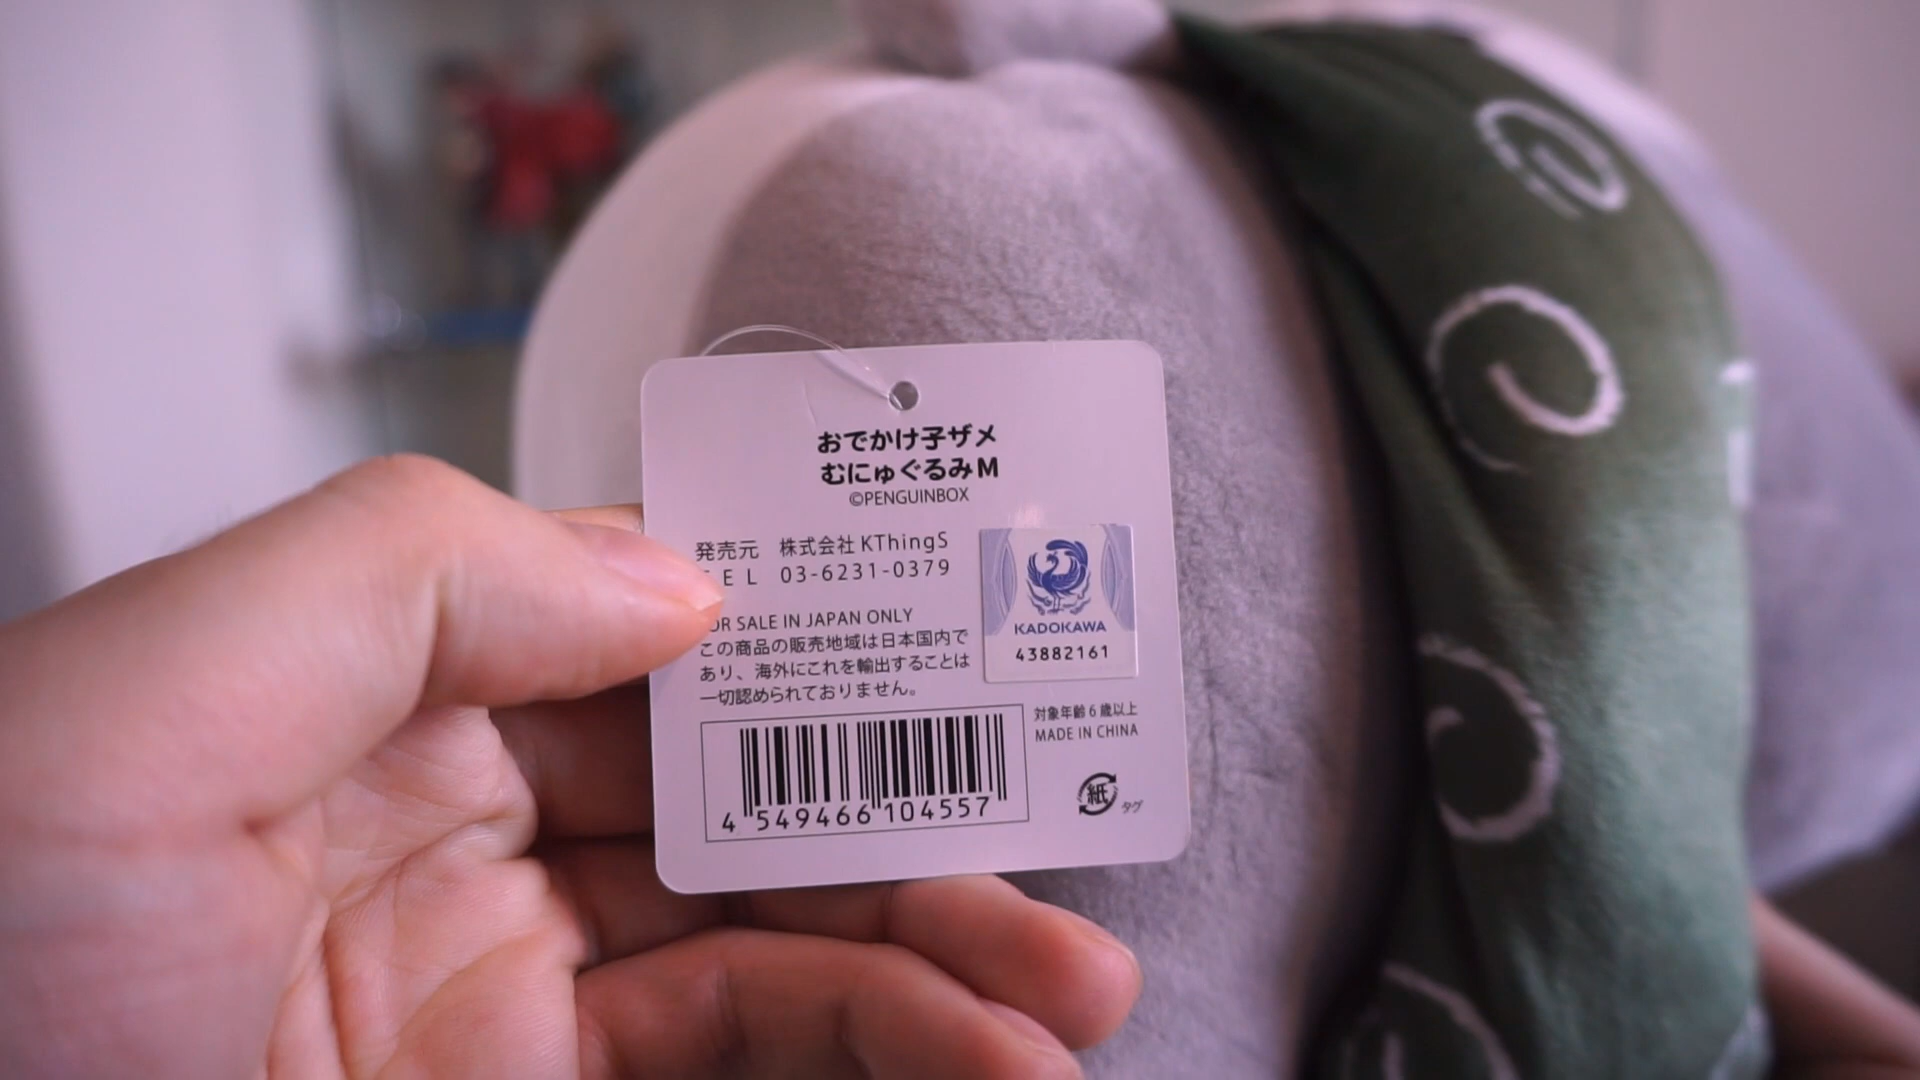 おでかけ子ザメ
むにゅぐるみM
©PENGUINBOX
発売元 株式会社KThingS
EL 03-6231-0379
OR SALE IN JAPAN ONLY
この商品の販売地域は日本国内で
あり、海外にこれを輸出することは
一切認められておりません。
KADOKAWA
43882161
対象年齢6歳以上
MADE IN CHINA
紙 タグ
4 549466 104557